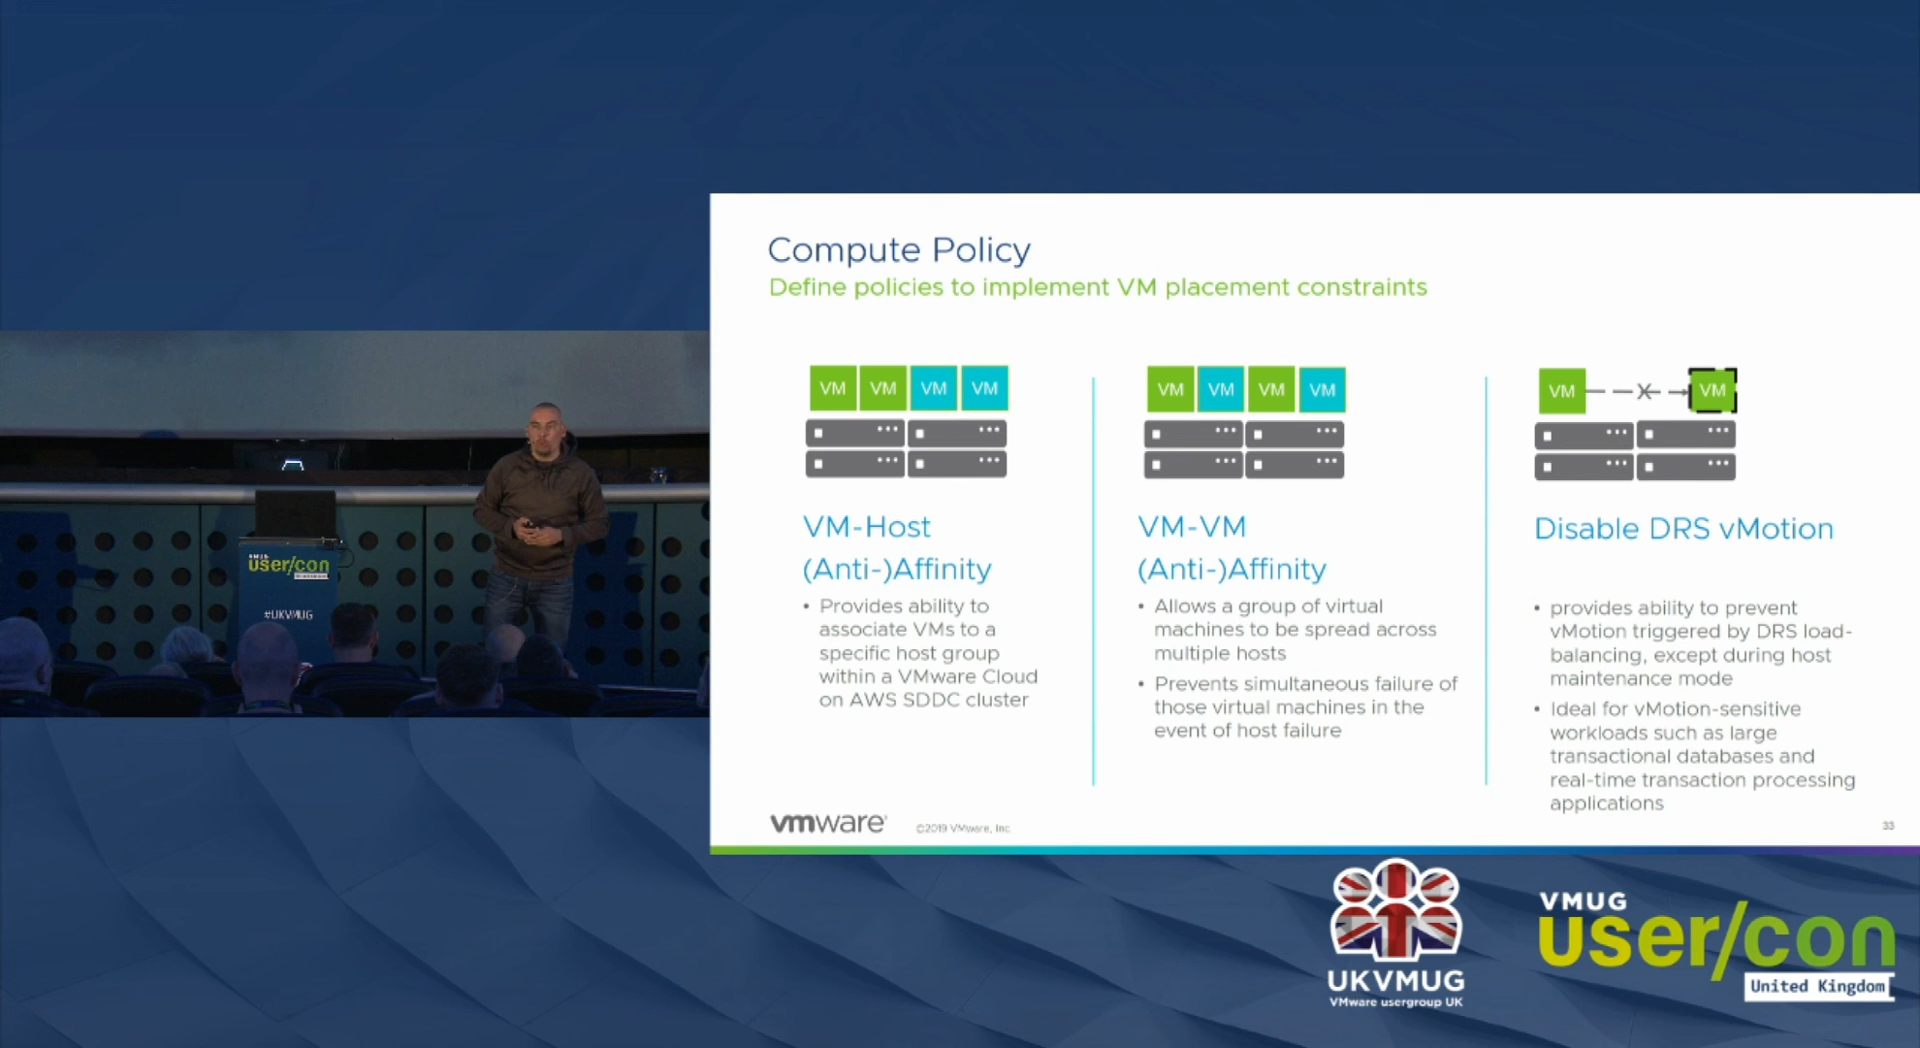 Compute Policy
Define policies to implement VM placement constraints
VM VM VM VM
VM-Host
(Anti-)Affinity
• Provides ability to
associate VMs to a
specific host group
within a VMware Cloud
on AWS SDDC cluster
VM VM VM VM
VM-VM
(Anti-)Affinity
• Allows a group of virtual
machines to be spread across
multiple hosts
• Prevents simultaneous failure of
those virtual machines in the
event of host failure
VM X VM
Disable DRS vMotion
• provides ability to prevent
vMotion triggered by DRS load-
balancing, except during host
maintenance mode
• Ideal for vMotion-sensitive
workloads such as large
transactional databases and
real-time transaction processing
applications
vmware
©2019 VMware, Inc
33
VMUG
user/con
#UKVMUG
UKVMUG
VMware usergroup UK
VMUG
user/con
United Kingdom